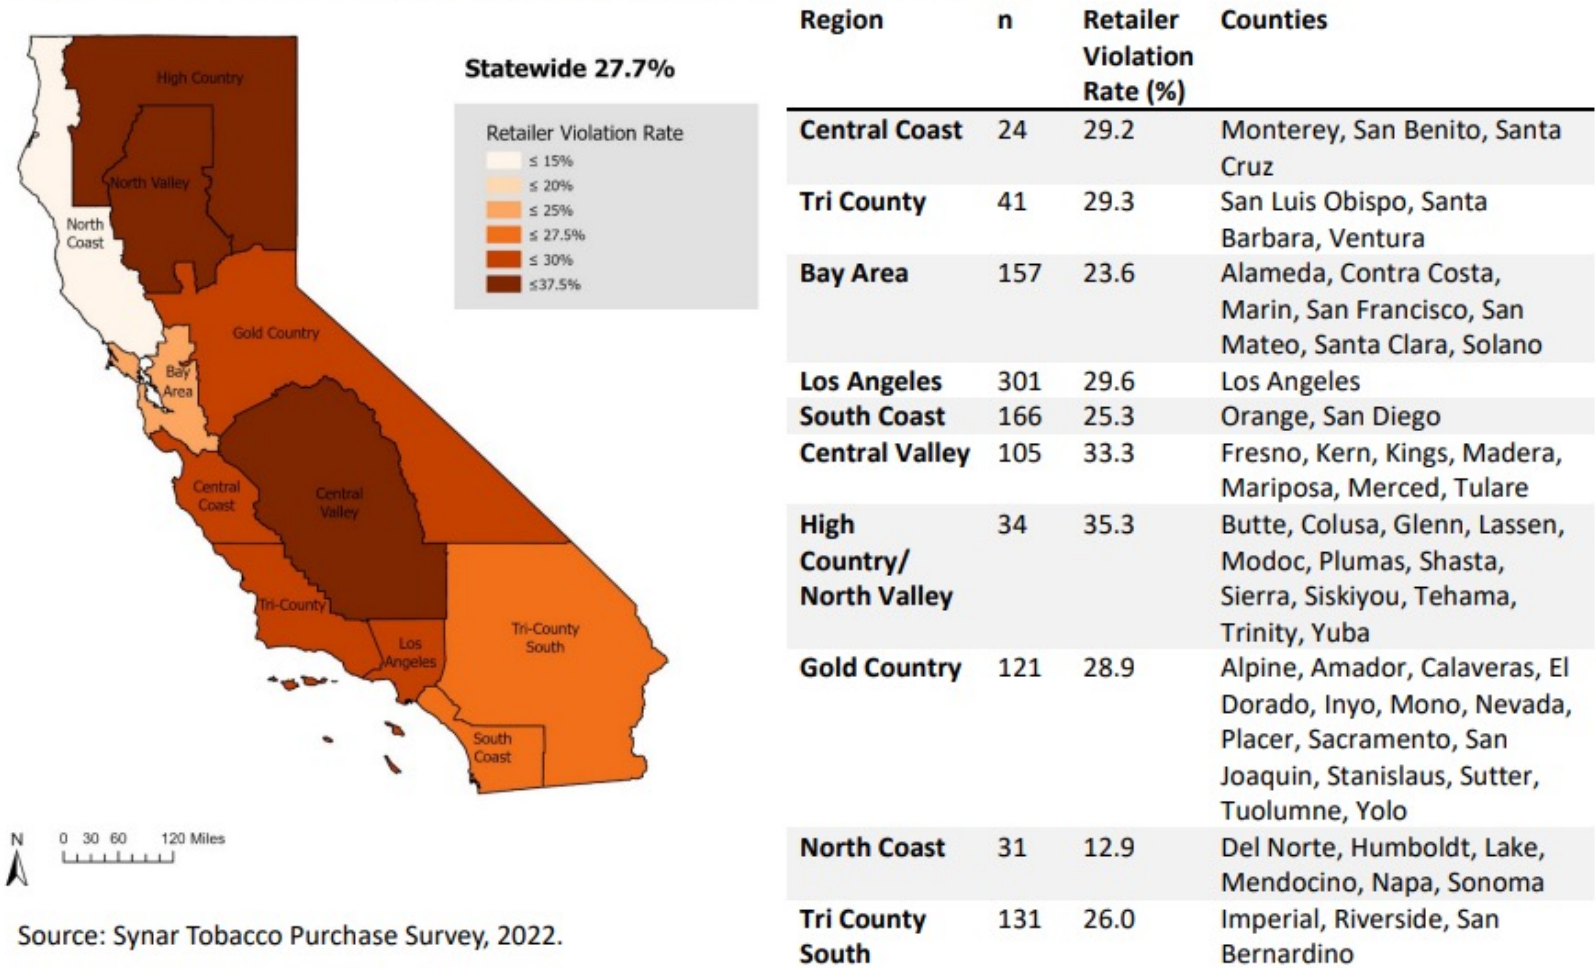 High Country
North Valley
North
Coast
Gold Country
Bay
Area
Central
Coast
Central
Valley
Tri-County
Los
Angeles
Tri-County
South
South
Coast
Statewide 27.7%
Retailer Violation Rate
≤ 15%
≤ 20%
≤ 25%
≤ 27.5%
≤ 30%
≤37.5%
N
0 30 60 120 Miles
Source: Synar Tobacco Purchase Survey, 2022.
Region n Retailer Counties
Violation
Rate (%)
Central Coast 24 29.2 Monterey, San Benito, Santa
Cruz
Tri County 41 29.3 San Luis Obispo, Santa
Barbara, Ventura
Bay Area 157 23.6 Alameda, Contra Costa,
Marin, San Francisco, San
Mateo, Santa Clara, Solano
Los Angeles 301 29.6 Los Angeles
South Coast 166 25.3 Orange, San Diego
Central Valley 105 33.3 Fresno, Kern, Kings, Madera,
Mariposa, Merced, Tulare
High 34 35.3 Butte, Colusa, Glenn, Lassen,
Country/ Modoc, Plumas, Shasta,
North Valley Sierra, Siskiyou, Tehama,
Trinity, Yuba
Gold Country 121 28.9 Alpine, Amador, Calaveras, El
Dorado, Inyo, Mono, Nevada,
Placer, Sacramento, San
Joaquin, Stanislaus, Sutter,
Tuolumne, Yolo
North Coast 31 12.9 Del Norte, Humboldt, Lake,
Mendocino, Napa, Sonoma
Tri County 131 26.0 Imperial, Riverside, San
South Bernardino